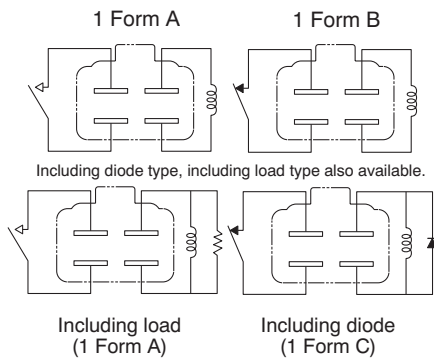 1 Form A
1 Form B
Including diode type, including load type also available.
Including load
(1 Form A)
Including diode
(1 Form C)